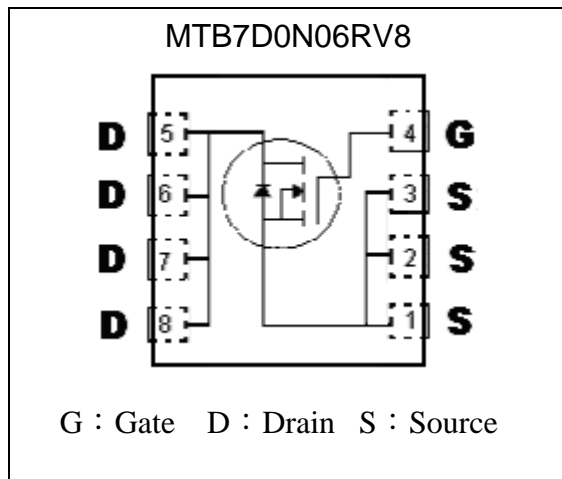 MTB7D0N06RV8
D 5 4 G
D 6 3 S
D 7 2 S
D 8 1 S
G：Gate D：Drain S：Source